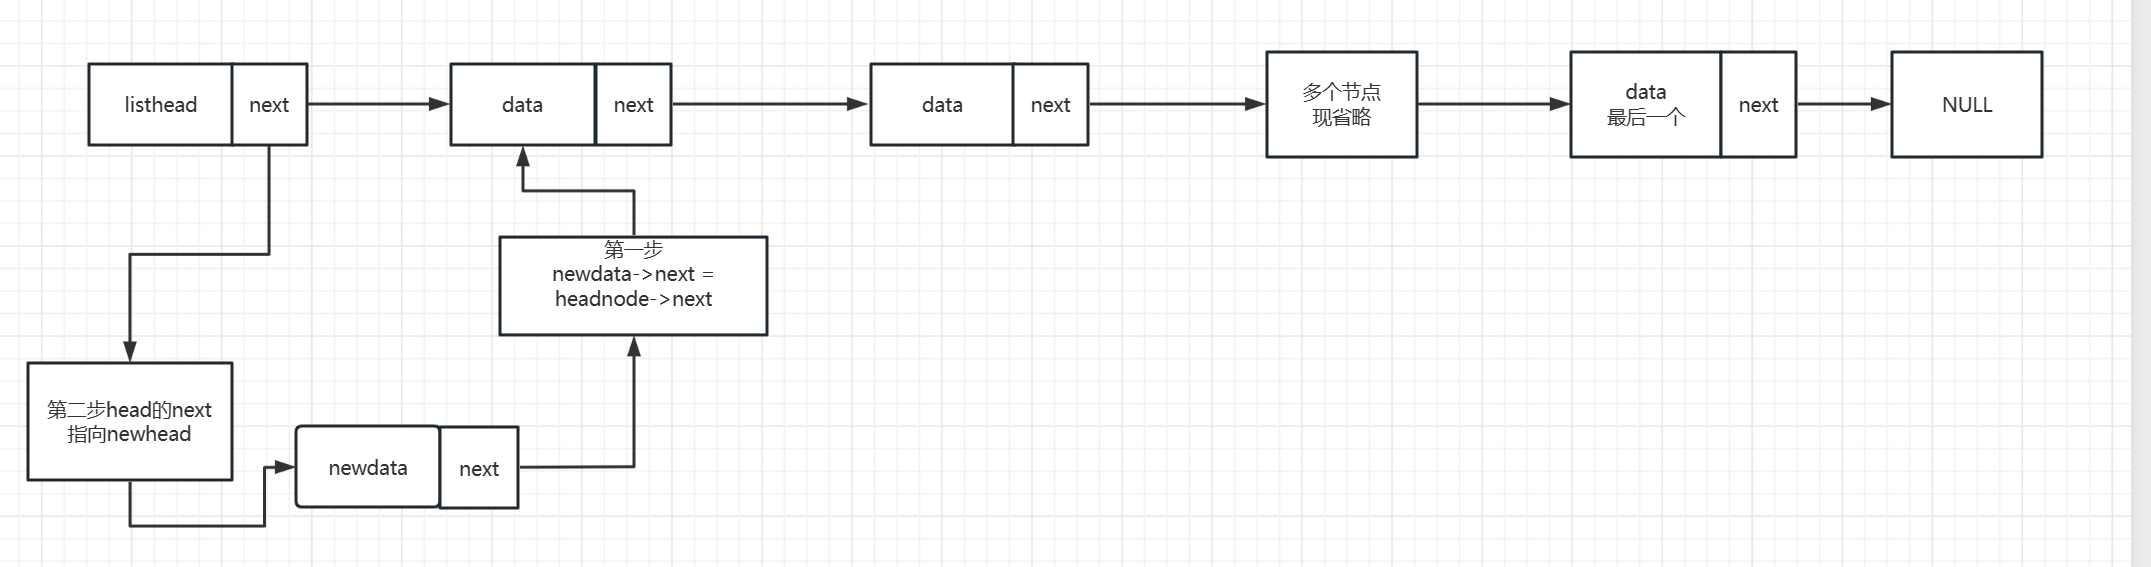 listhead
next
data
next
data
next
多个节点
现省略
data
最后一个
next
NULL
第一步
newdata->next =
headnode->next
第二步head的next
指向newhead
newdata
next